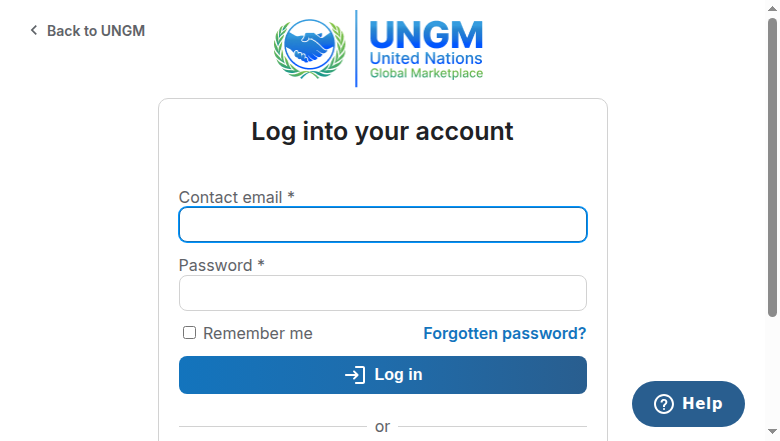 Back to UNGM
UNGM
United Nations
Global Marketplace
Log into your account
Contact email *
Password *
Remember me
Forgotten password?
Log in
or
Help